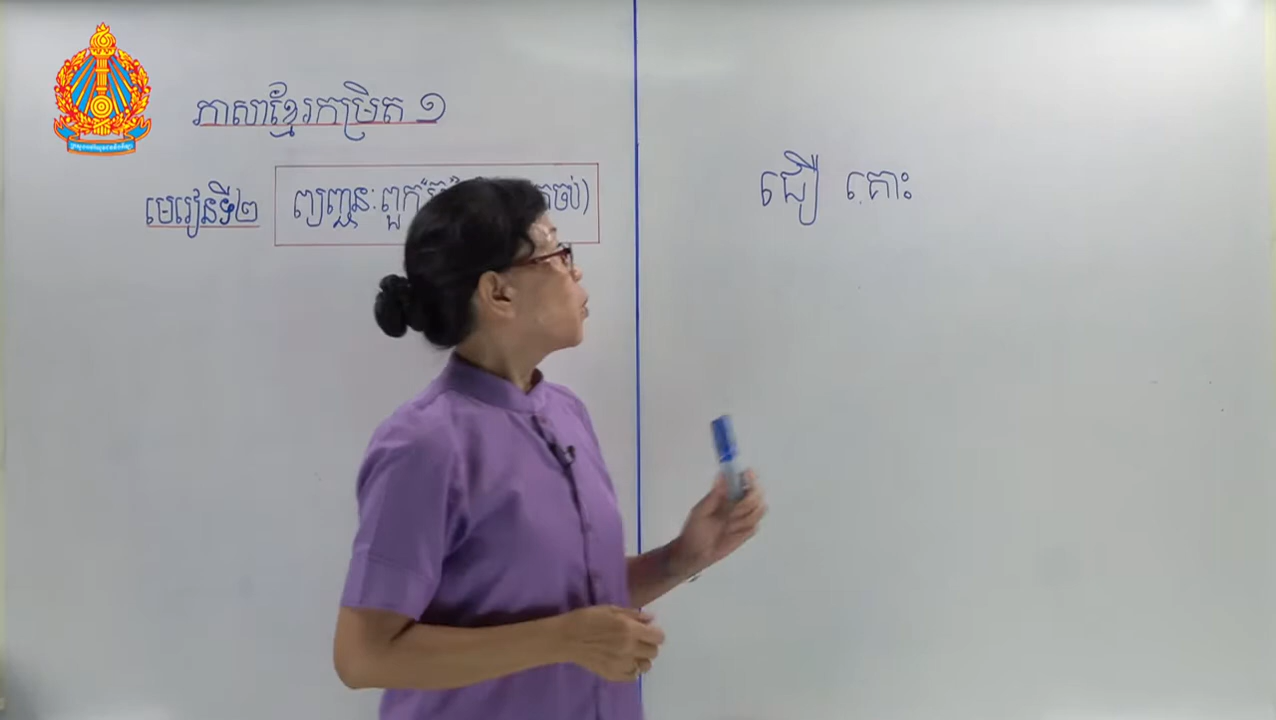 ភាសាខ្មែរកម្រិត ១
មេរៀនទី២
ព្យញ្ជនៈពួក
ជឿ គោះ